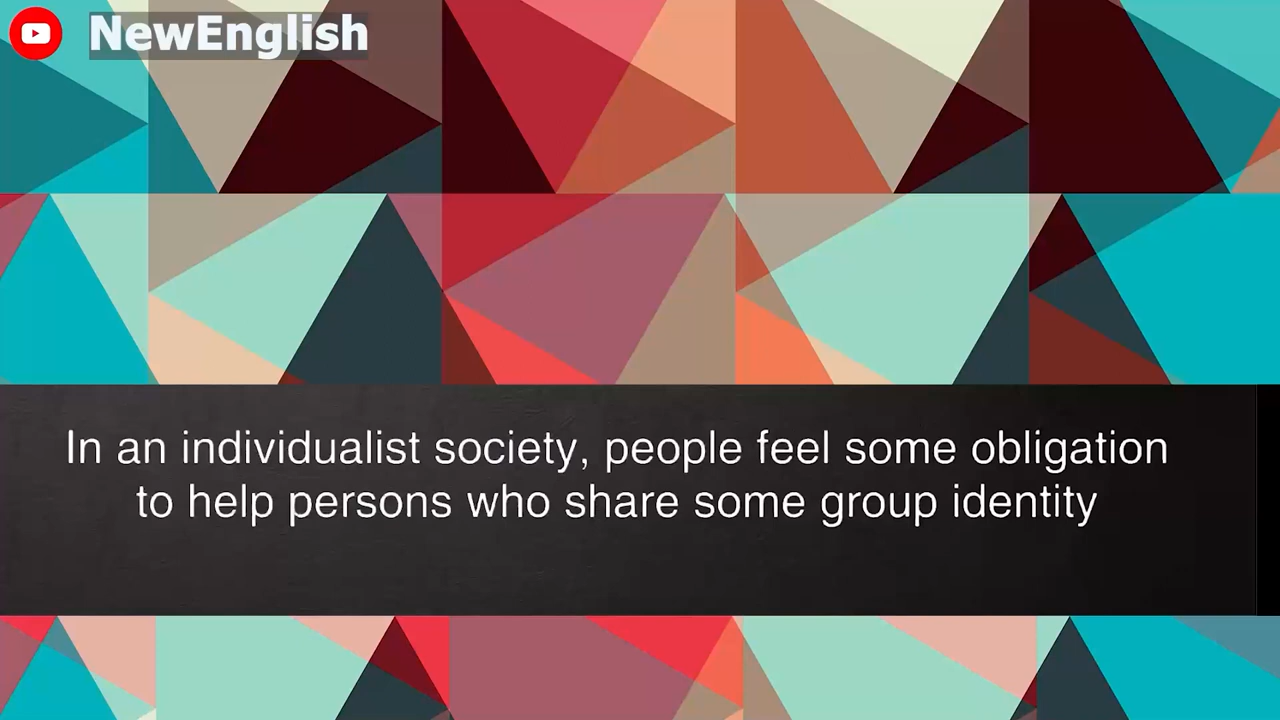 NewEnglish
In an individualist society, people feel some obligation
to help persons who share some group identity